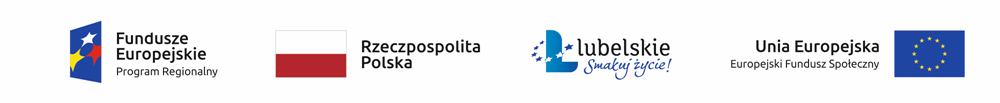 Fundusze
Europejskie
Program Regionalny
Rzeczpospolita
Polska
lubelskie
Smakuj życie!
Unia Europejska
Europejski Fundusz Społeczny